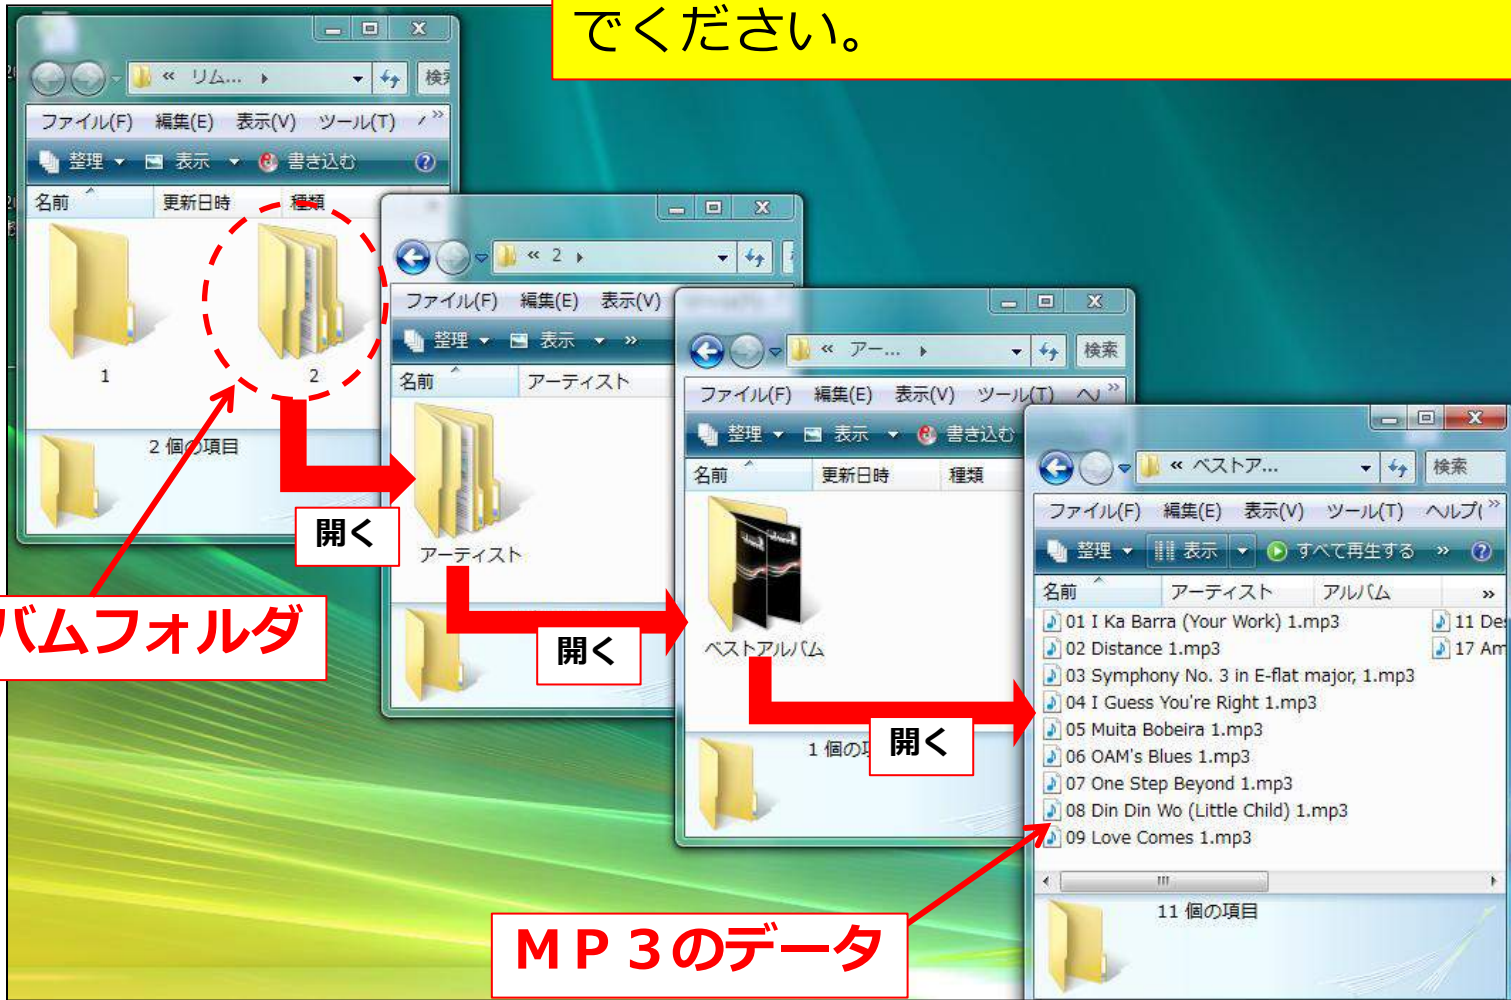 でください。
« リム...
検索
ファイル(F) 編集(E) 表示(V) ツール(T) »
整理 表示 書き込む
名前 更新日時 種類
1 2
2 個の項目
開く
バムフォルダ
« 2
ファイル(F) 編集(E) 表示(V)
整理 表示 »
名前 アーティスト
アーティスト
開く
« アー...
検索
ファイル(F) 編集(E) 表示(V) ツール(T) ヘ »
整理 表示 書き込む
名前 更新日時 種類
ベストアルバム
1 個の項
開く
« ベストア...
検索
ファイル(F) 編集(E) 表示(V) ツール(T) ヘルプ( »
整理 表示 すべて再生する »
名前 アーティスト アルバム »
01 I Ka Barra (Your Work) 1.mp3
02 Distance 1.mp3
03 Symphony No. 3 in E-flat major, 1.mp3
04 I Guess You're Right 1.mp3
05 Muita Bobeira 1.mp3
06 OAM's Blues 1.mp3
07 One Step Beyond 1.mp3
08 Din Din Wo (Little Child) 1.mp3
09 Love Comes 1.mp3
11 Des
17 Am
11 個の項目
ＭＰ３のデータ